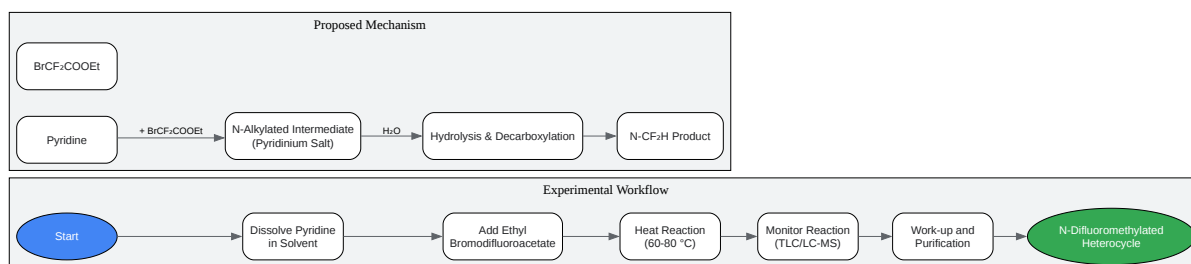 Proposed Mechanism
BrCF₂COOEt
Pyridine
+ BrCF₂COOEt
N-Alkylated Intermediate
(Pyridinium Salt)
H₂O
Hydrolysis & Decarboxylation
N-CF₂H Product
Experimental Workflow
Start
Dissolve Pyridine
in Solvent
Add Ethyl
Bromodifluoroacetate
Heat Reaction
(60-80 °C)
Monitor Reaction
(TLC/LC-MS)
Work-up and
Purification
N-Difluoromethylated
Heterocycle